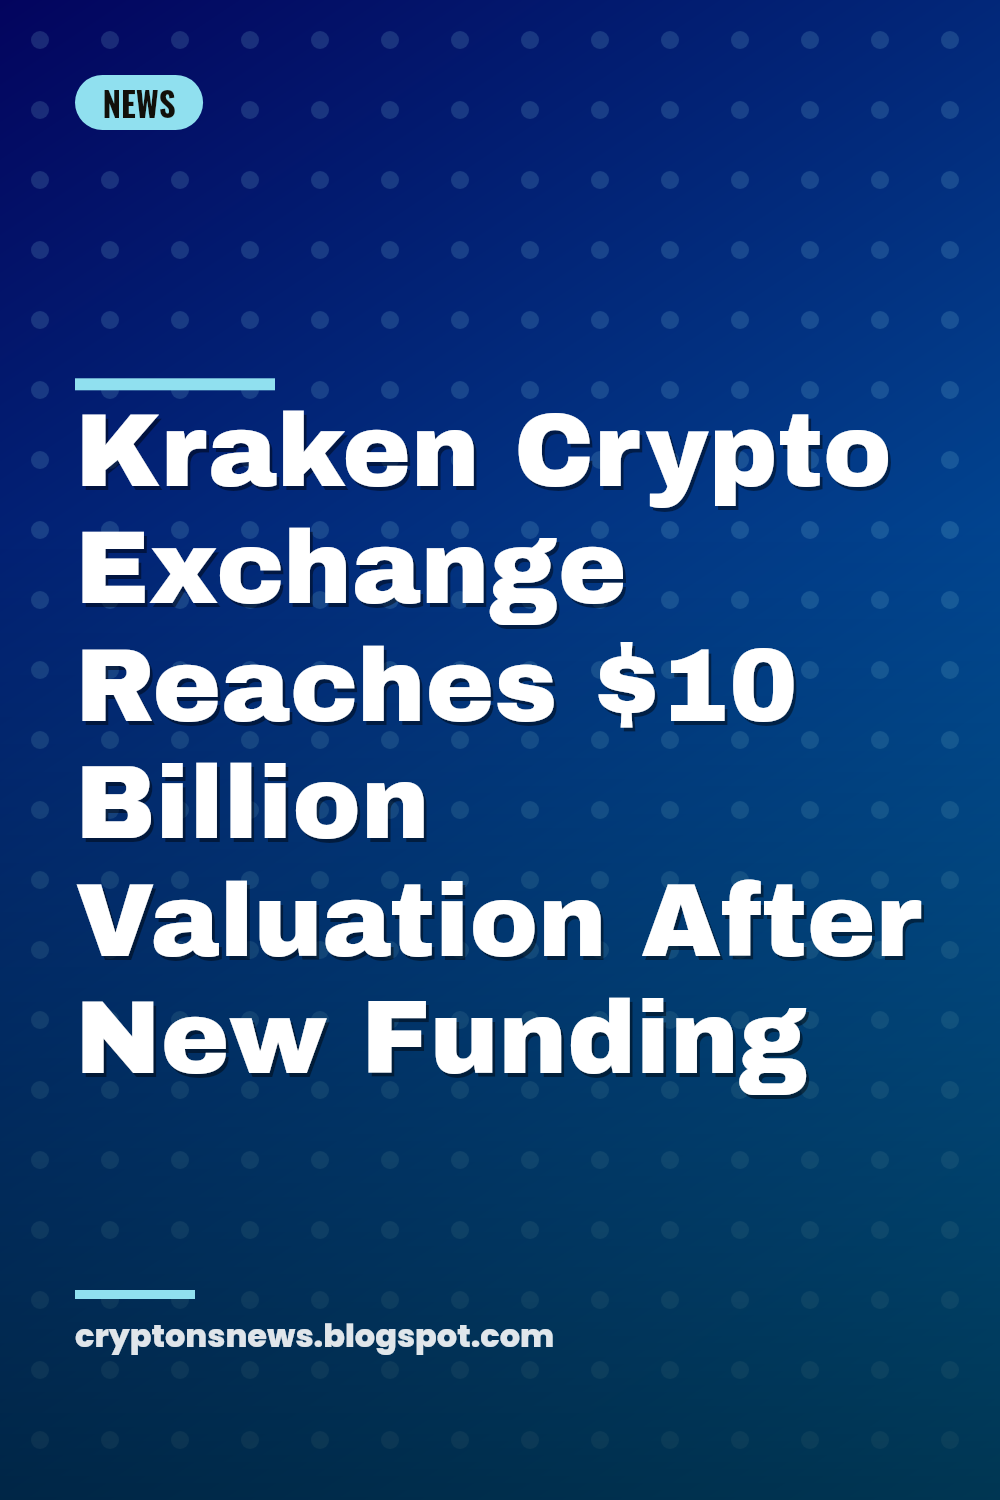 NEWS
Kraken Crypto
Exchange
Reaches $10
Billion
Valuation After
New Funding
cryptonsnews.blogspot.com